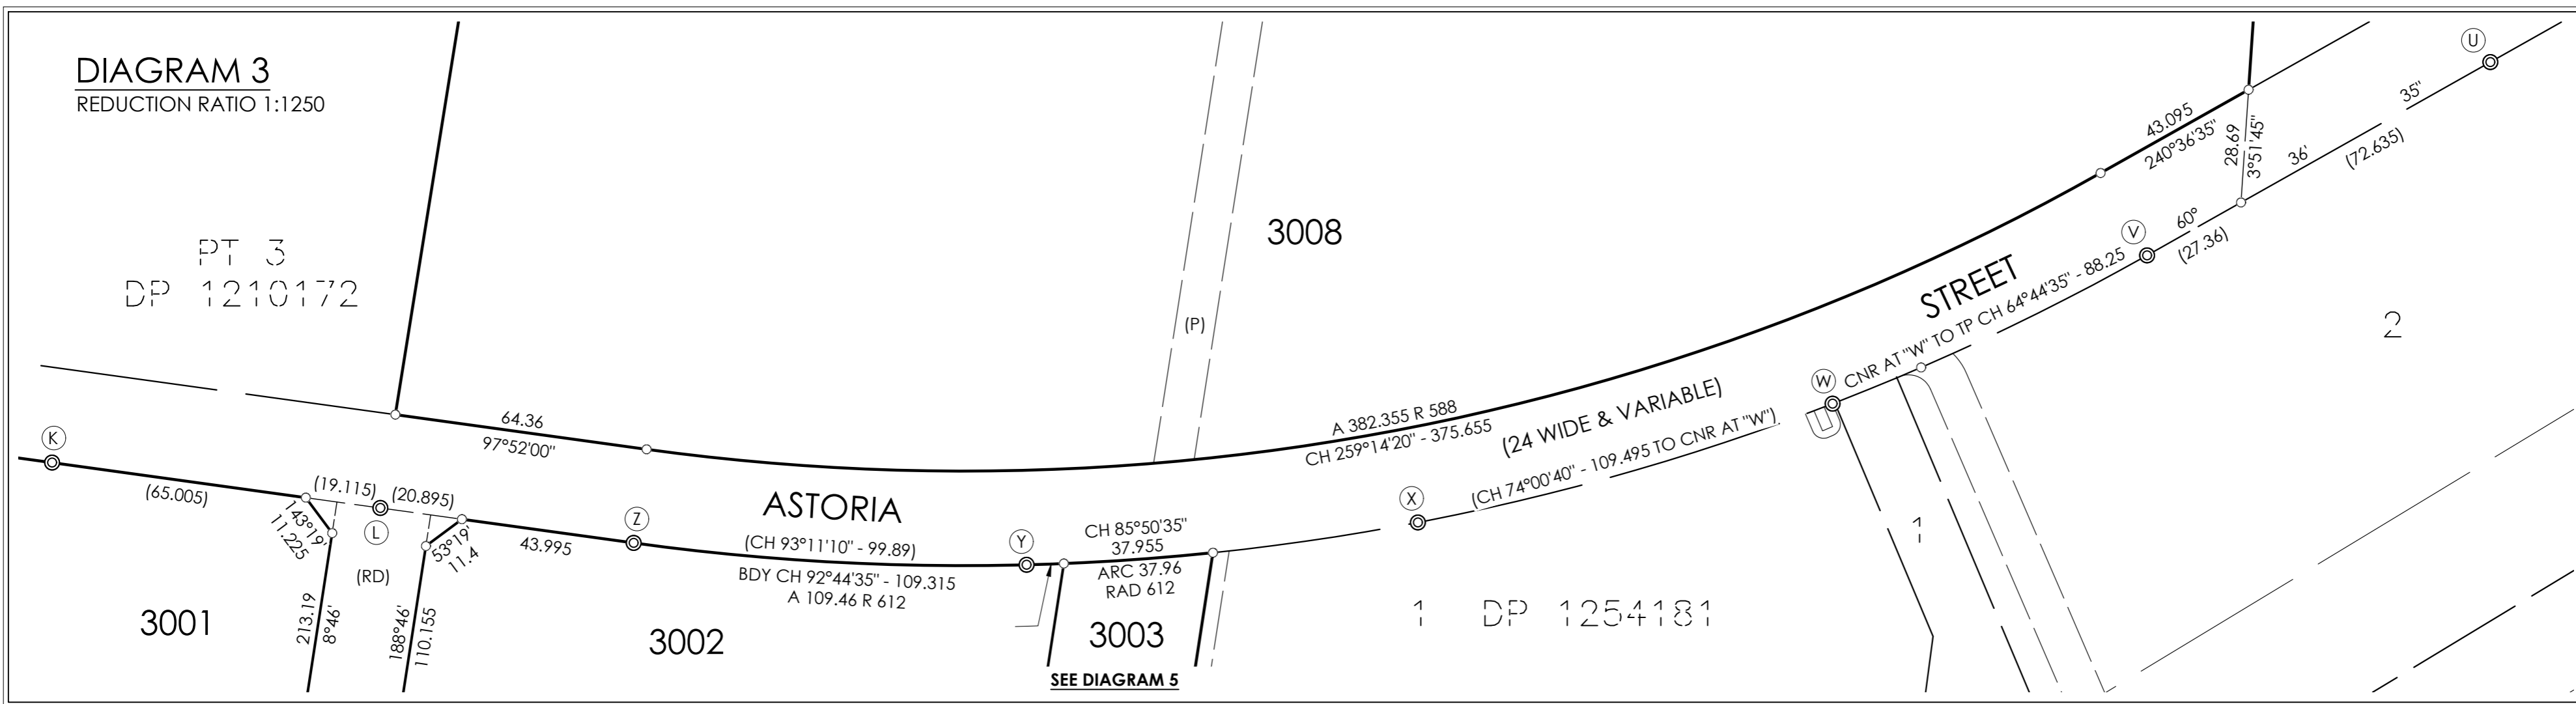 DIAGRAM 3
REDUCTION RATIO 1:1250
PT 3
DP 1210172
3008
(P)
U
35"
36'
(72.635)
43.095
240°36'35"
28.69
3°51'45"
V
60°
(27.36)
STREET
CNR AT "W" TO TP CH 64°44'35" - 88.25
2
W
(24 WIDE & VARIABLE)
A 382.355 R 588
CH 259°14'20" - 375.655
(CH 74°00'40" - 109.495 TO CNR AT "W")
X
64.36
97°52'00"
K
(65.005)
(19.115)
(20.895)
L
143°19'
11.225
53°19'
11.4
43.995
Z
ASTORIA
(CH 93°11'10" - 99.89)
BDY CH 92°44'35" - 109.315
A 109.46 R 612
Y
CH 85°50'35"
37.955
ARC 37.96
RAD 612
(RD)
213.19
8°46'
188°46'
110.155
3001
3002
3003
SEE DIAGRAM 5
1 DP 1254181
1